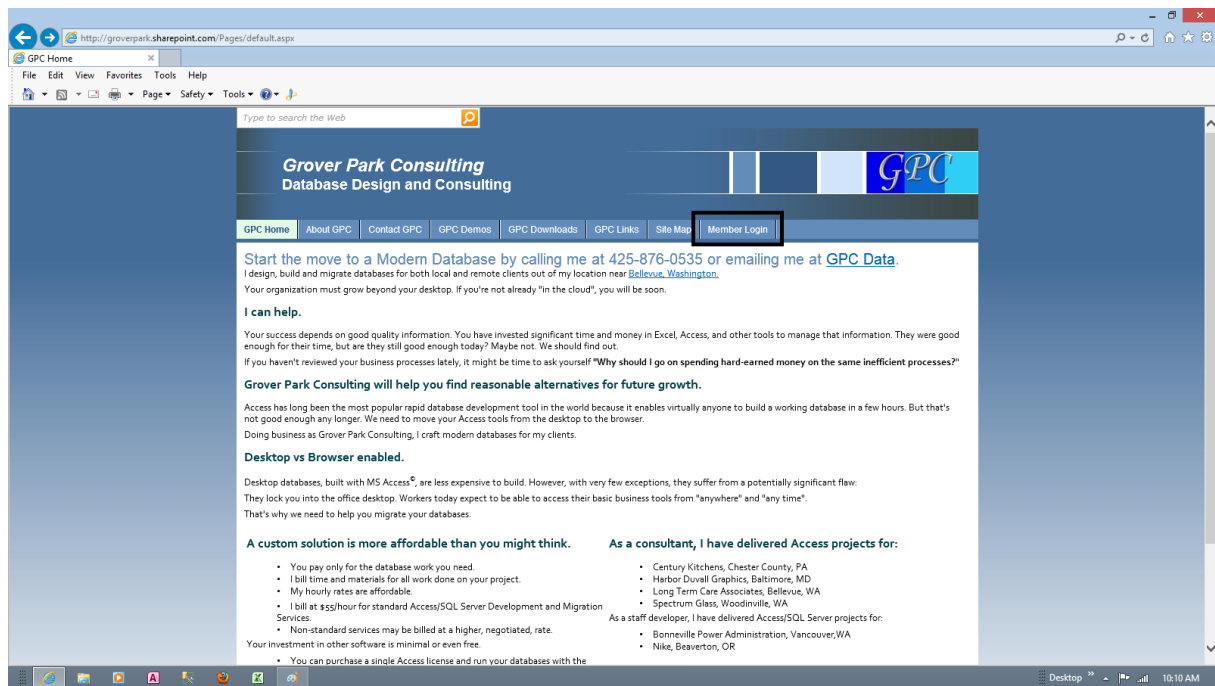 http://groverpark.sharepoint.com/Pages/default.aspx
GPC Home
File Edit View Favorites Tools Help
Page Safety Tools
Type to search the Web
Grover Park Consulting
Database Design and Consulting
GPC
GPC Home About GPC Contact GPC GPC Demos GPC Downloads GPC Links Site Map Member Login
Start the move to a Modern Database by calling me at 425-876-0535 or emailing me at GPC Data.
I design, build and migrate databases for both local and remote clients out of my location near Bellevue, Washington.
Your organization must grow beyond your desktop. If you're not already "in the cloud", you will be soon.
I can help.
Your success depends on good quality information. You have invested significant time and money in Excel, Access, and other tools to manage that information. They were good
enough for their time, but are they still good enough today? Maybe not. We should find out.
If you haven't reviewed your business processes lately, it might be time to ask yourself "Why should I go on spending hard-earned money on the same inefficient processes?"
Grover Park Consulting will help you find reasonable alternatives for future growth.
Access has long been the most popular rapid database development tool in the world because it enables virtually anyone to build a working database in a few hours. But that's
not good enough any longer. We need to move your Access tools from the desktop to the browser.
Doing business as Grover Park Consulting, I craft modern databases for my clients.
Desktop vs Browser enabled.
Desktop databases, built with MS Access©, are less expensive to build. However, with very few exceptions, they suffer from a potentially significant flaw:
They lock you into the office desktop. Workers today expect to be able to access their basic business tools from "anywhere" and "any time".
That's why we need to help you migrate your databases.
A custom solution is more affordable than you might think.
• You pay only for the database work you need.
• I bill time and materials for all work done on your project.
• My hourly rates are affordable.
• I bill at $55/hour for standard Access/SQL Server Development and Migration
Services.
• Non-standard services may be billed at a higher, negotiated, rate.
Your investment in other software is minimal or even free.
• You can purchase a single Access license and run your databases with the
As a consultant, I have delivered Access projects for:
• Century Kitchens, Chester County, PA
• Harbor Duvall Graphics, Baltimore, MD
• Long Term Care Associates, Bellevue, WA
• Spectrum Glass, Woodinville, WA
As a staff developer, I have delivered Access/SQL Server projects for:
• Bonneville Power Administration, Vancouver,WA
• Nike, Beaverton, OR
Desktop 10:10 AM